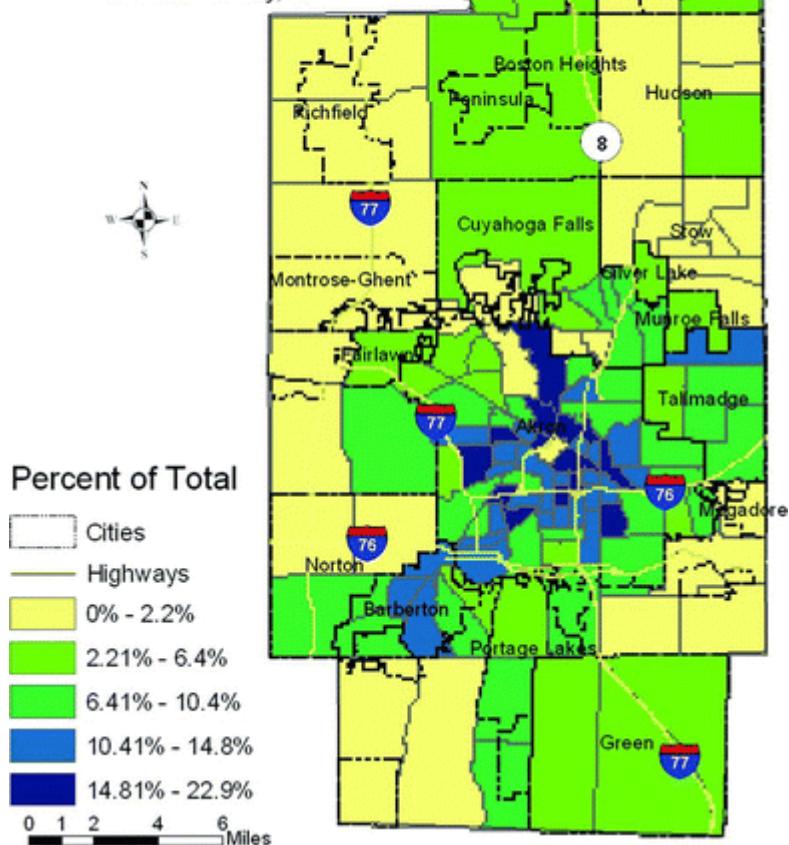 Boston Heights
Peninsula
Hudson
Richfield
8
N
W E
S
77
Cuyahoga Falls
Stow
Montrose-Ghent
Silver Lake
Munroe Falls
Fairlawn
Tallmadge
77
Akron
Percent of Total
76
Mogadore
Cities
76
Highways
Norton
0% - 2.2%
Barberton
2.21% - 6.4%
Portage Lakes
6.41% - 10.4%
10.41% - 14.8%
Green
77
14.81% - 22.9%
0 1 2 4 6
Miles